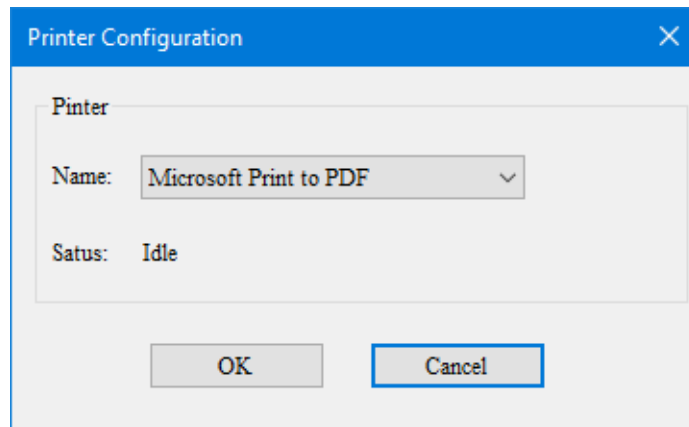 Printer Configuration
Pinter
Name: Microsoft Print to PDF
Satus: Idle
OK Cancel